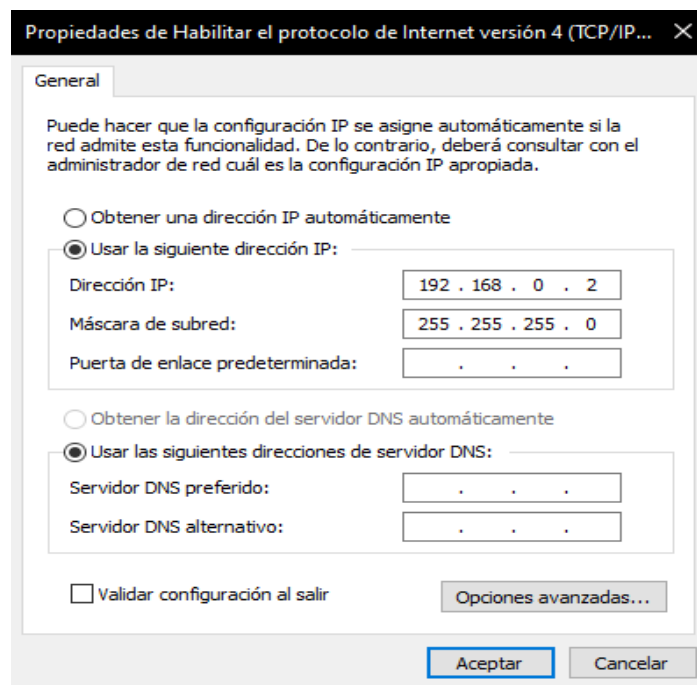 Propiedades de Habilitar el protocolo de Internet versión 4 (TCP/IP...
General
Puede hacer que la configuración IP se asigne automáticamente si la
red admite esta funcionalidad. De lo contrario, deberá consultar con el
administrador de red cuál es la configuración IP apropiada.
Obtener una dirección IP automáticamente
Usar la siguiente dirección IP:
Dirección IP: 192 . 168 . 0 . 2
Máscara de subred: 255 . 255 . 255 . 0
Puerta de enlace predeterminada: . . .
Obtener la dirección del servidor DNS automáticamente
Usar las siguientes direcciones de servidor DNS:
Servidor DNS preferido: . . .
Servidor DNS alternativo: . . .
Validar configuración al salir
Opciones avanzadas...
Aceptar Cancelar